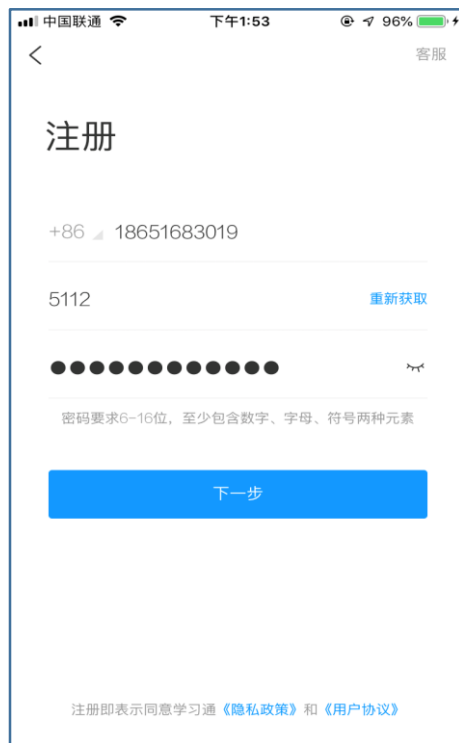 中国联通 下午1:53 96%
客服
注册
+86 18651683019
5112 重新获取
●●●●●●●●●●●●
密码要求6-16位，至少包含数字、字母、符号两种元素
下一步
注册即表示同意学习通《隐私政策》和《用户协议》